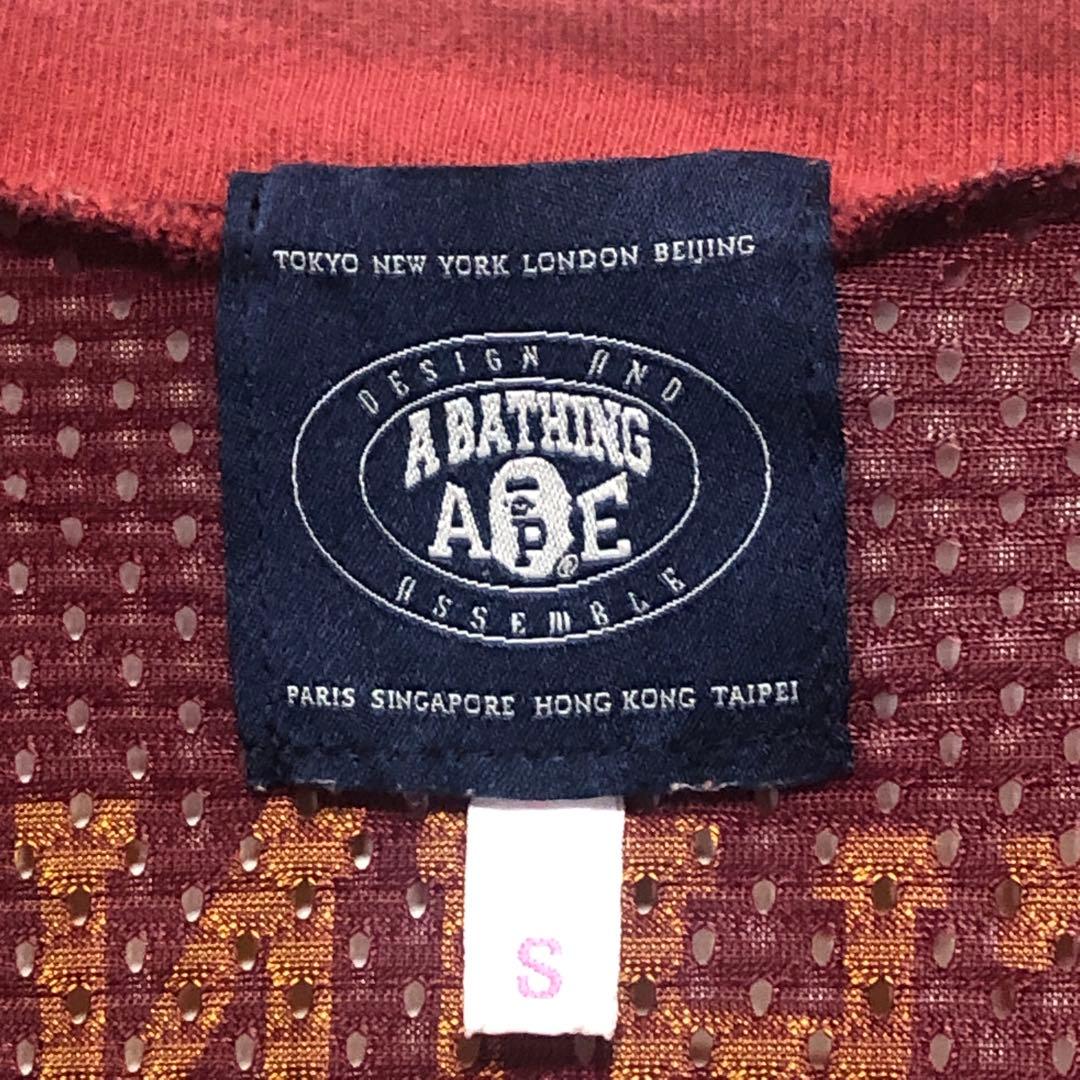 TOKYO NEW YORK LONDON BEIJING
DESIGN AND
A BATHING
APE®
ASSEMBLE
PARIS SINGAPORE HONG KONG TAIPEI
S